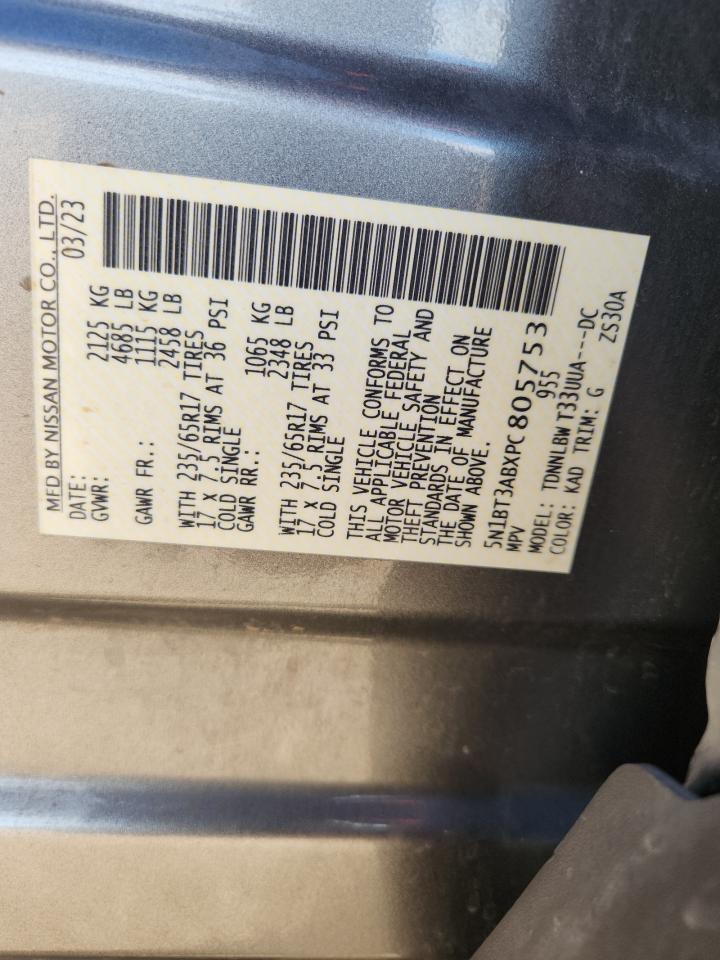 MFD BY NISSAN MOTOR CO., LTD.
DATE: 03/23
GVWR: 2125 KG
4685 LB
GAWR FR.: 1115 KG
2458 LB
WITH 235/65R17 TIRES
17 X 7.5 RIMS AT 36 PSI
COLD SINGLE
GAWR RR.: 1065 KG
2348 LB
WITH 235/65R17 TIRES
17 X 7.5 RIMS AT 33 PSI
COLD SINGLE
THIS VEHICLE CONFORMS TO
ALL APPLICABLE FEDERAL
MOTOR VEHICLE SAFETY AND
THEFT PREVENTION
STANDARDS IN EFFECT ON
THE DATE OF MANUFACTURE
SHOWN ABOVE.
5N1BT3ABXPC805753
MPV 955
MODEL: TDNNLBWT33UUA---DC
COLOR: KAD TRIM: G ZS30A